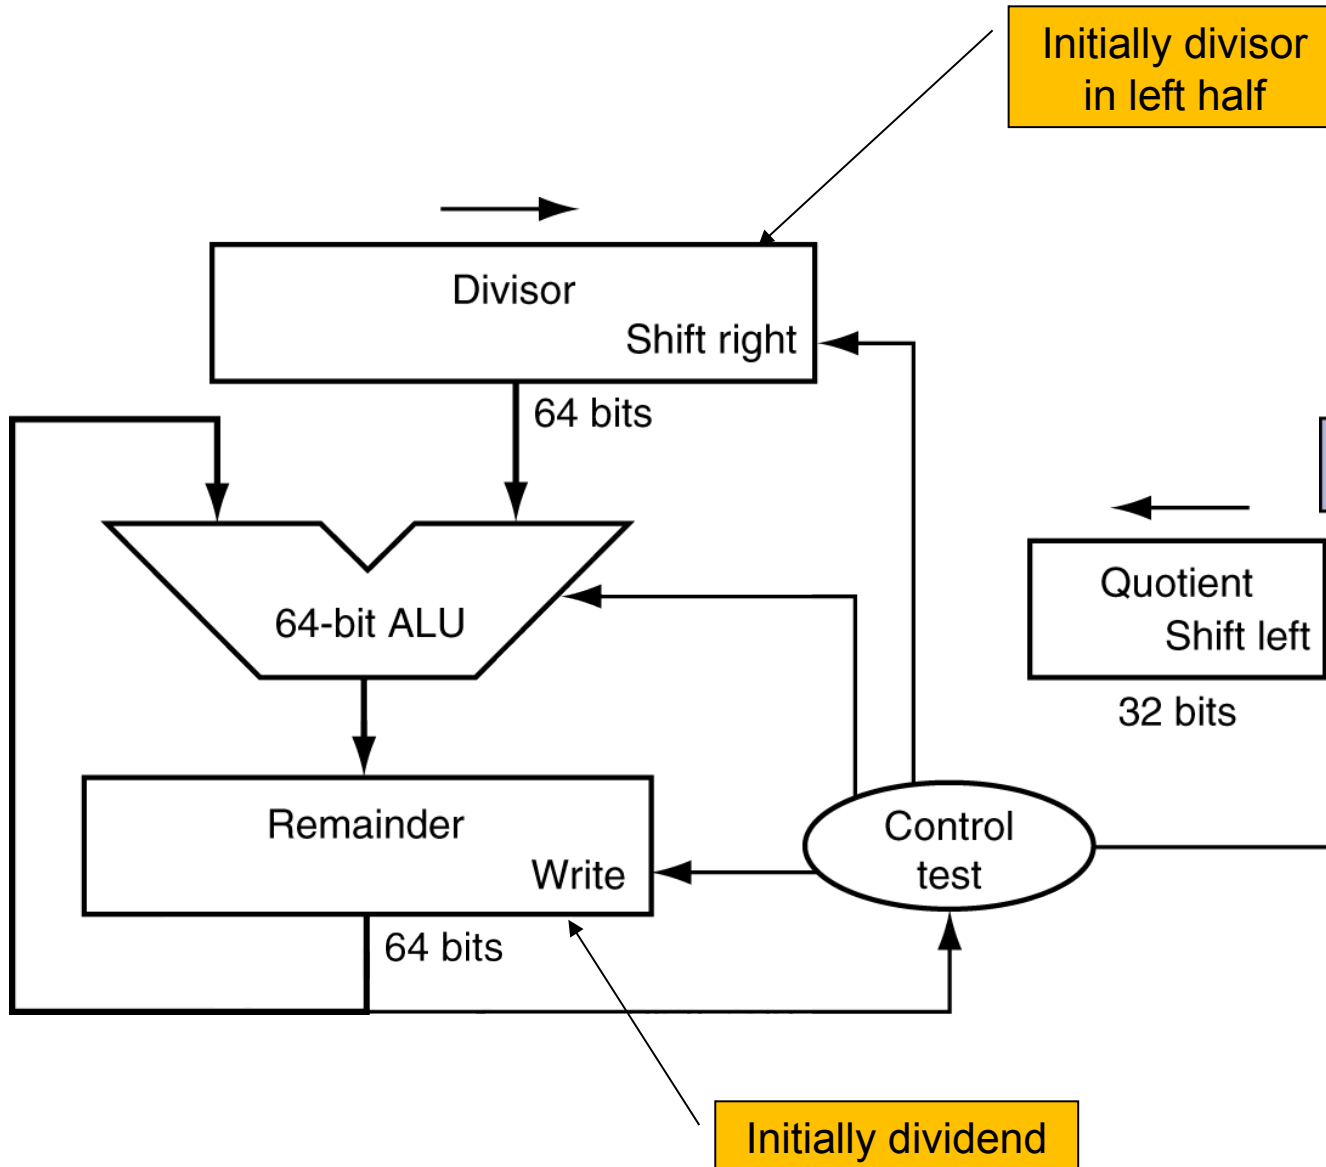 Initially divisor
in left half
Divisor
Shift right
64 bits
64-bit ALU
Quotient
Shift left
32 bits
Remainder
Write
Control
test
64 bits
Initially dividend